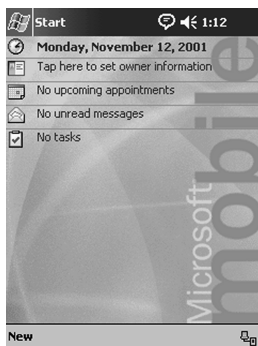 Start 1:12
Monday, November 12, 2001
Tap here to set owner information
No upcoming appointments
No unread messages
No tasks
Microsoft
mobile
New